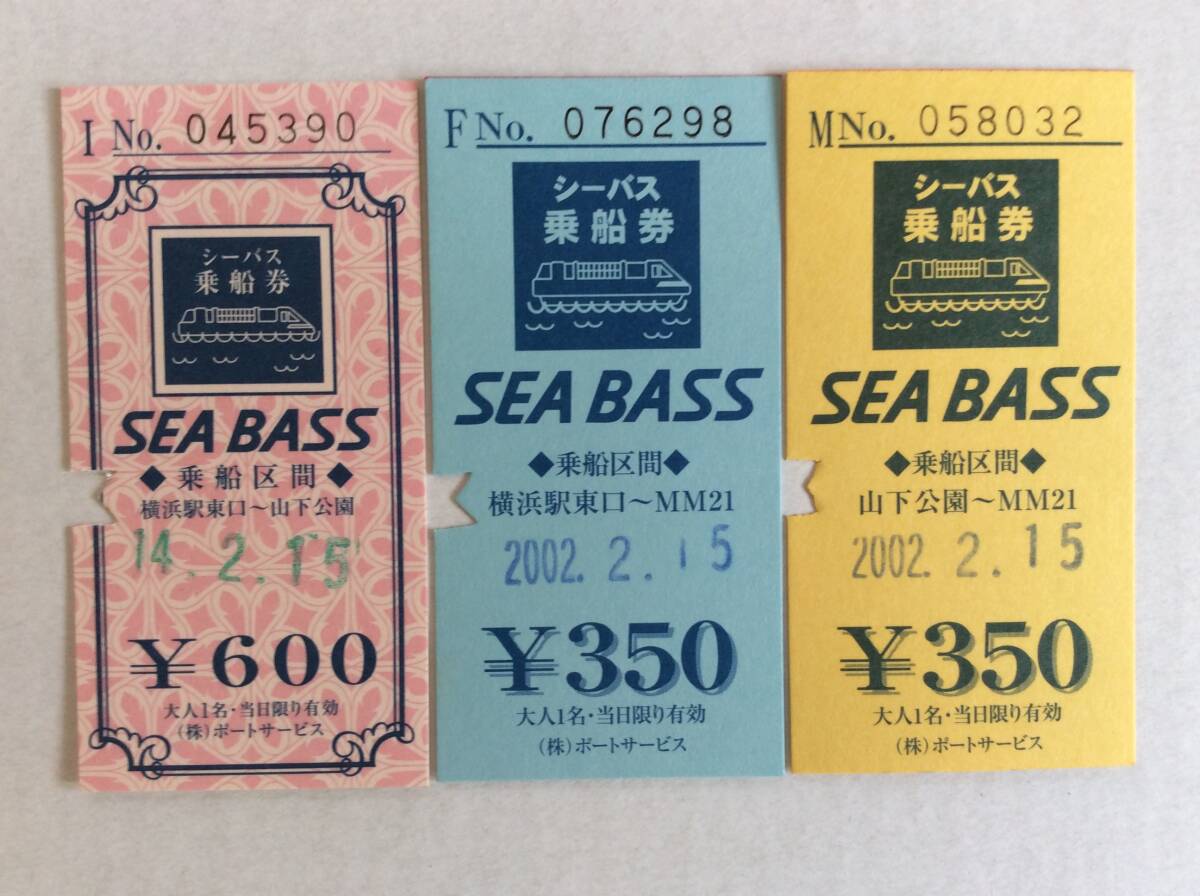 I No. 045390
シーバス
乗船券
SEA BASS
◆乗船区間◆
横浜駅東口～山下公園
14.2.15
¥600
大人1名・当日限り有効
(株)ポートサービス
F No. 076298
シーバス
乗船券
SEA BASS
◆乗船区間◆
横浜駅東口～MM21
2002.2.15
¥350
大人1名・当日限り有効
(株)ポートサービス
M No. 058032
シーバス
乗船券
SEA BASS
◆乗船区間◆
山下公園～MM21
2002.2.15
¥350
大人1名・当日限り有効
(株)ポートサービス